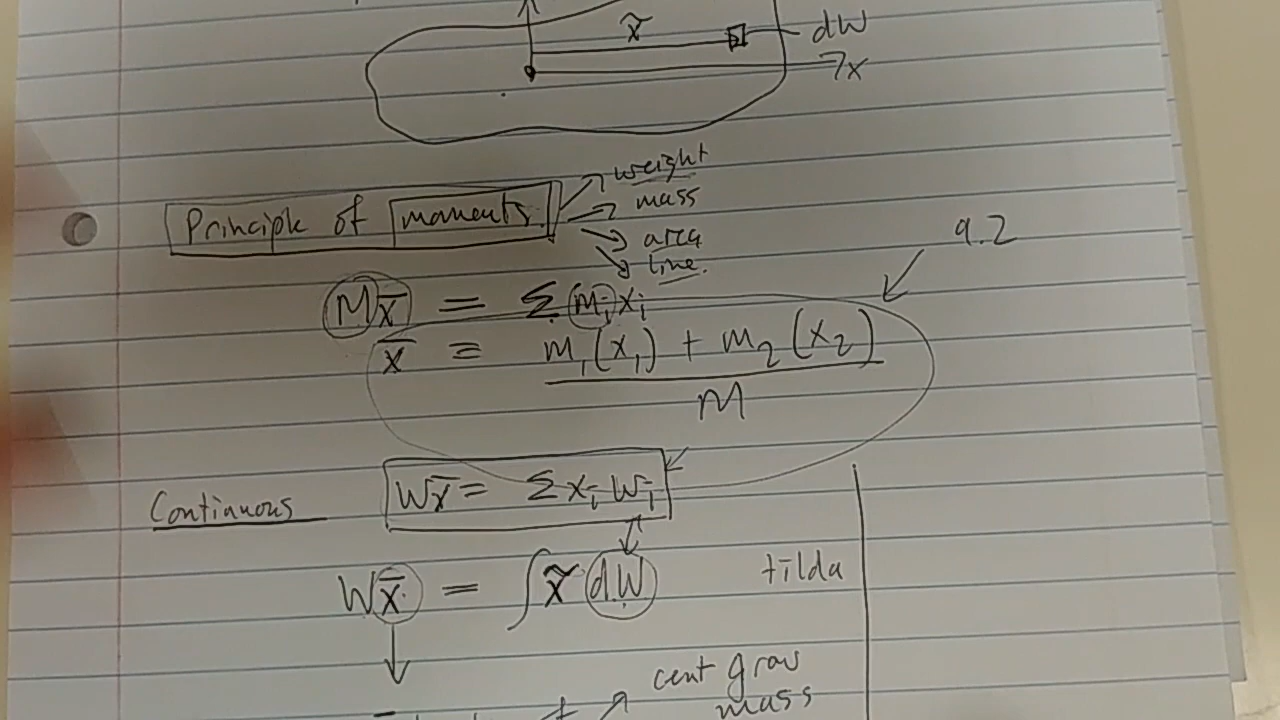 x̃
dW
x
Principle of moments
weight
mass
area
line.
9.2
Mx̄ = Σ mᵢxᵢ
x̄ = m₁(x₁) + m₂(x₂)
M
Continuous
Wx̄ = Σxᵢ Wᵢ
Wx̄ = ∫x̃ dW
tilda
cent grav
mass